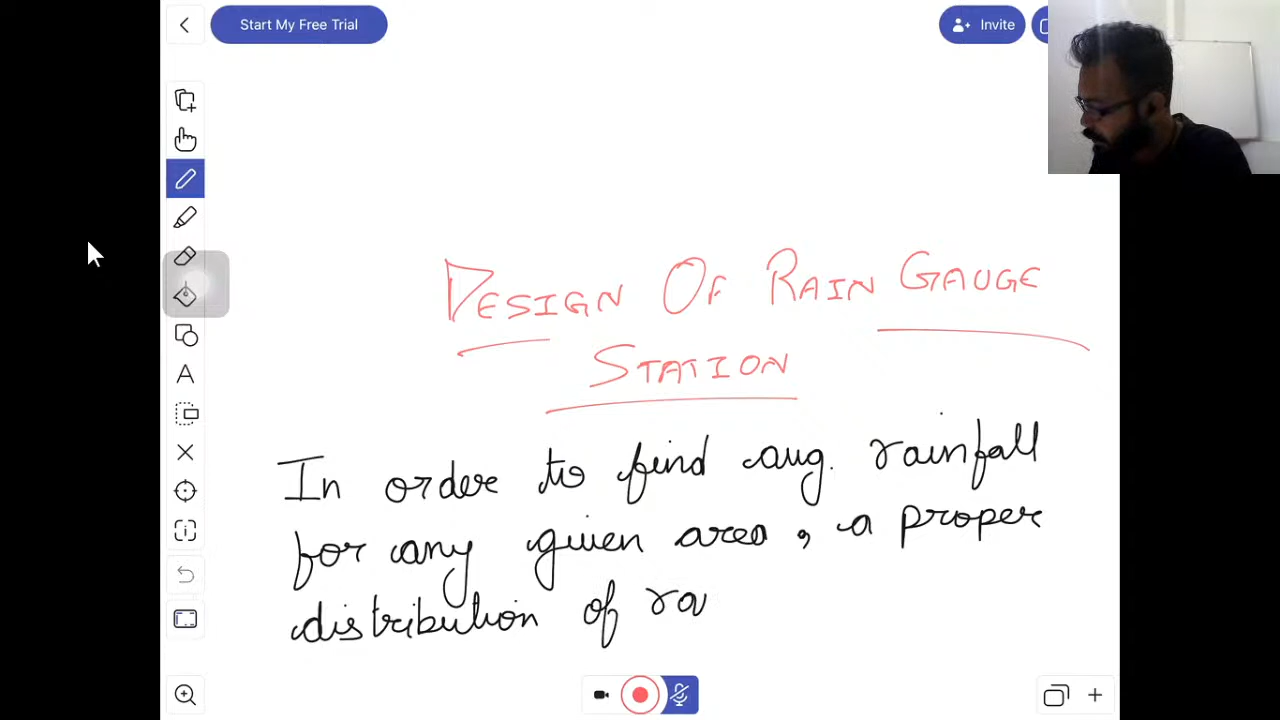 Start My Free Trial
Invite
DESIGN OF RAIN GAUGE
STATION
In order to find avg. rainfall
for any given area, a proper
distribution of ra